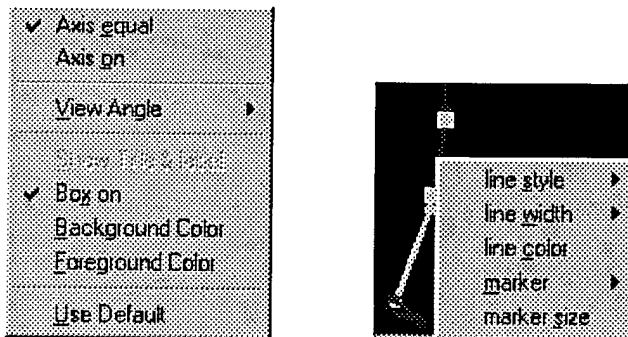 Axis equal
Axis on
View Angle
Box on
Background Color
Foreground Color
Use Default
line style
line width
line color
marker
marker size